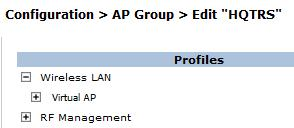 Configuration > AP Group > Edit "HQTRS"
Profiles
Wireless LAN
Virtual AP
RF Management